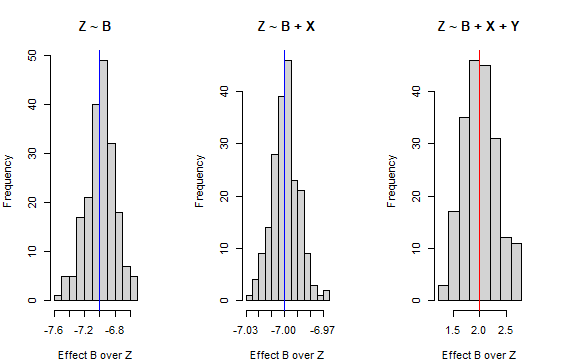 Z ~ B
Z ~ B + X
Z ~ B + X + Y
Frequency
0
10
20
30
40
50
-7.6
-7.2
-6.8
Effect B over Z
Frequency
0
10
20
30
40
-7.03
-7.00
-6.97
Effect B over Z
Frequency
0
10
20
30
40
1.5
2.0
2.5
Effect B over Z